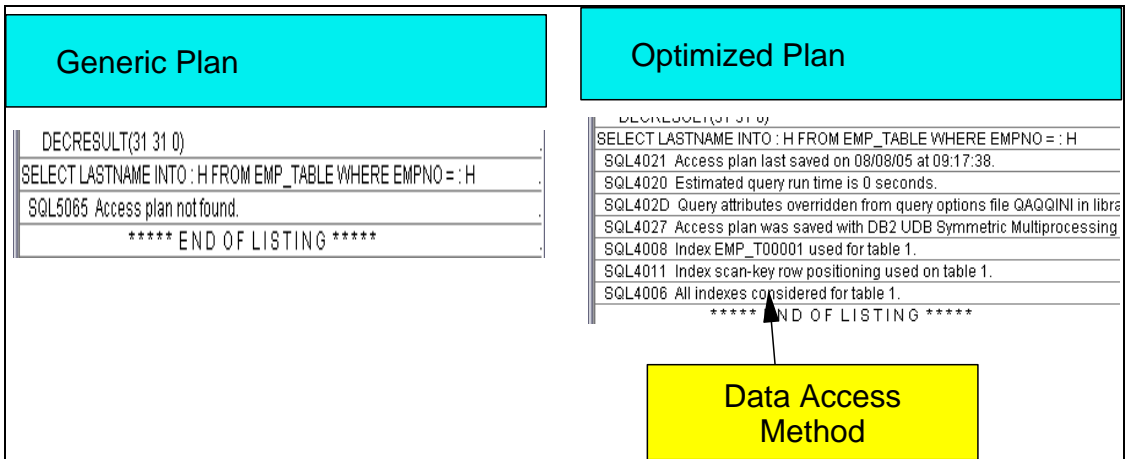 Generic Plan
DECRESULT(31 31 0)
SELECT LASTNAME INTO : H FROM EMP_TABLE WHERE EMPNO = : H
SQL5065 Access plan not found.
***** END OF LISTING *****
Optimized Plan
DECRESULT(31 31 0)
SELECT LASTNAME INTO : H FROM EMP_TABLE WHERE EMPNO = : H
SQL4021 Access plan last saved on 08/08/05 at 09:17:38.
SQL4020 Estimated query run time is 0 seconds.
SQL402D Query attributes overridden from query options file QAQQINI in libra
SQL4027 Access plan was saved with DB2 UDB Symmetric Multiprocessing
SQL4008 Index EMP_T00001 used for table 1.
SQL4011 Index scan-key row positioning used on table 1.
SQL4006 All indexes considered for table 1.
***** END OF LISTING *****
Data Access
Method